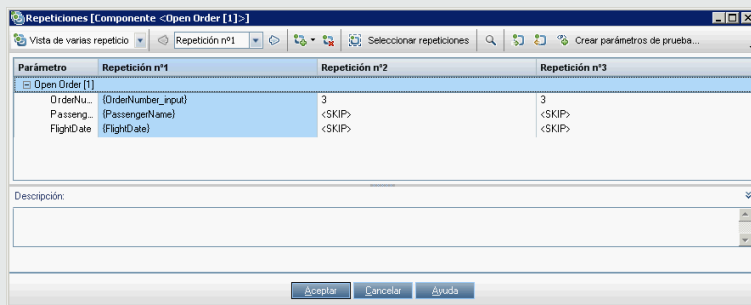 Repeticiones [Componente <Open Order [1]>]
Vista de varias repeticio Repetición nº1 Seleccionar repeticiones Crear parámetros de prueba...
Parámetro Repetición nº1 Repetición nº2 Repetición nº3
Open Order [1]
OrderNu... {OrderNumber_input} 3 3
Passeng... {PassengerName} <SKIP> <SKIP>
FlightDate {FlightDate} <SKIP> <SKIP>
Descripción:
Aceptar Cancelar Ayuda